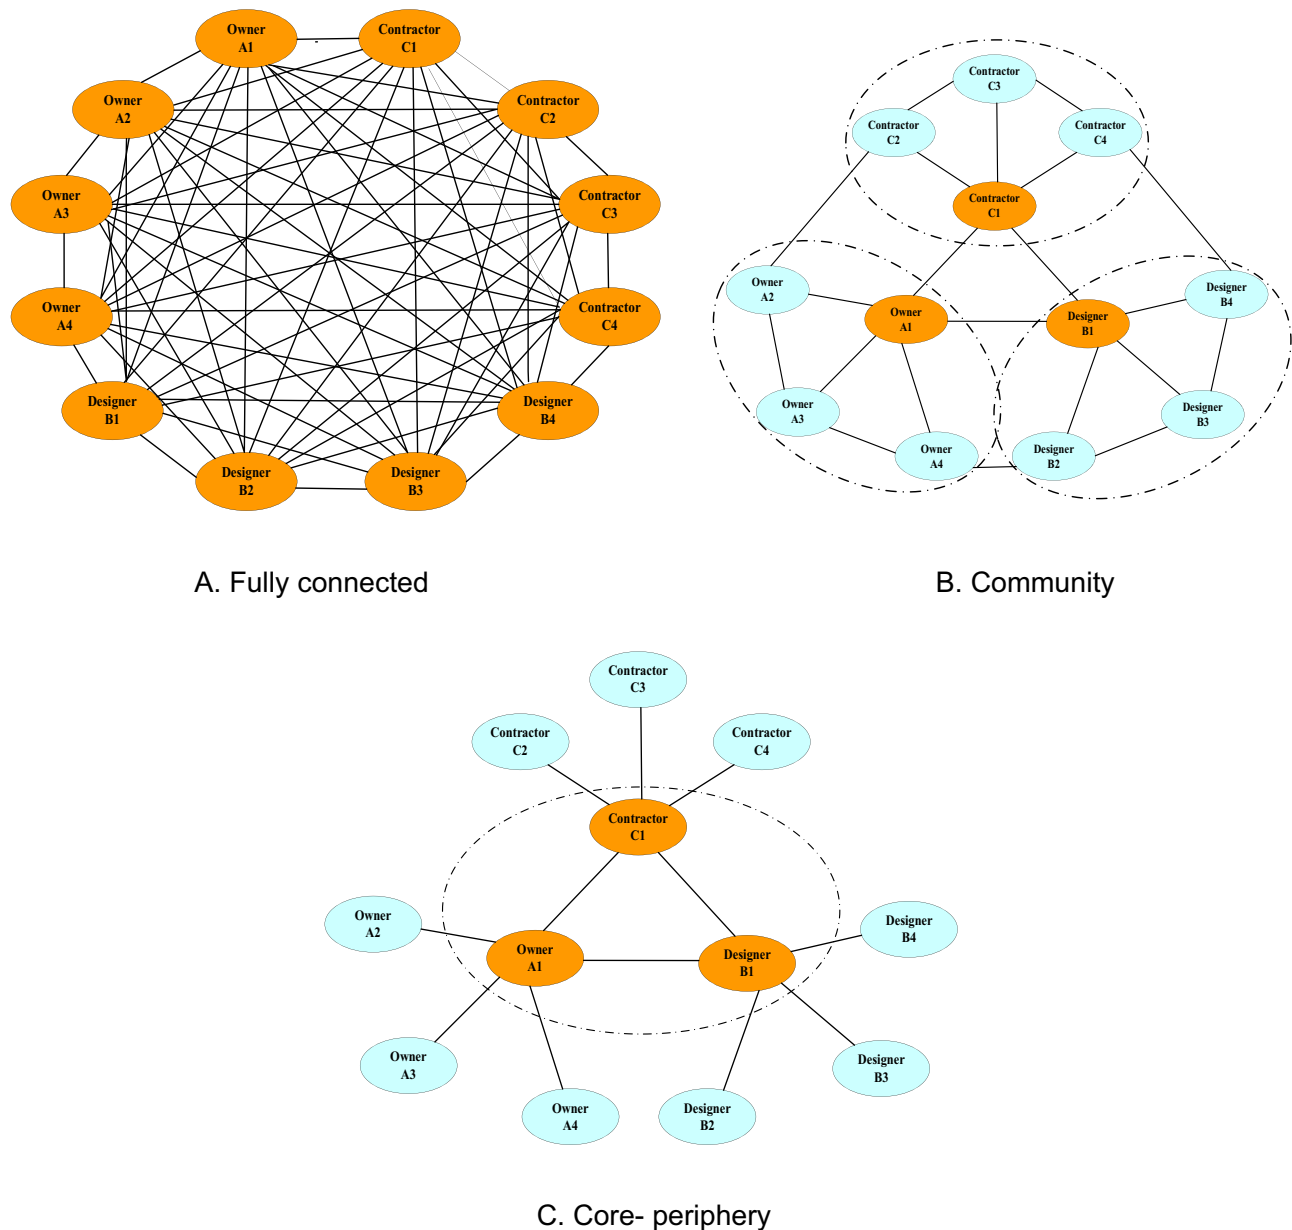 Owner
A1
Contractor
C1
Owner
A2
Contractor
C2
Owner
A3
Contractor
C3
Owner
A4
Contractor
C4
Designer
B1
Designer
B4
Designer
B2
Designer
B3
A. Fully connected
Contractor
C3
Contractor
C2
Contractor
C4
Contractor
C1
Owner
A2
Owner
A1
Designer
B1
Designer
B4
Owner
A3
Owner
A4
Designer
B2
Designer
B3
B. Community
Contractor
C3
Contractor
C2
Contractor
C4
Contractor
C1
Owner
A2
Owner
A1
Designer
B1
Designer
B4
Owner
A3
Owner
A4
Designer
B2
Designer
B3
C. Core- periphery